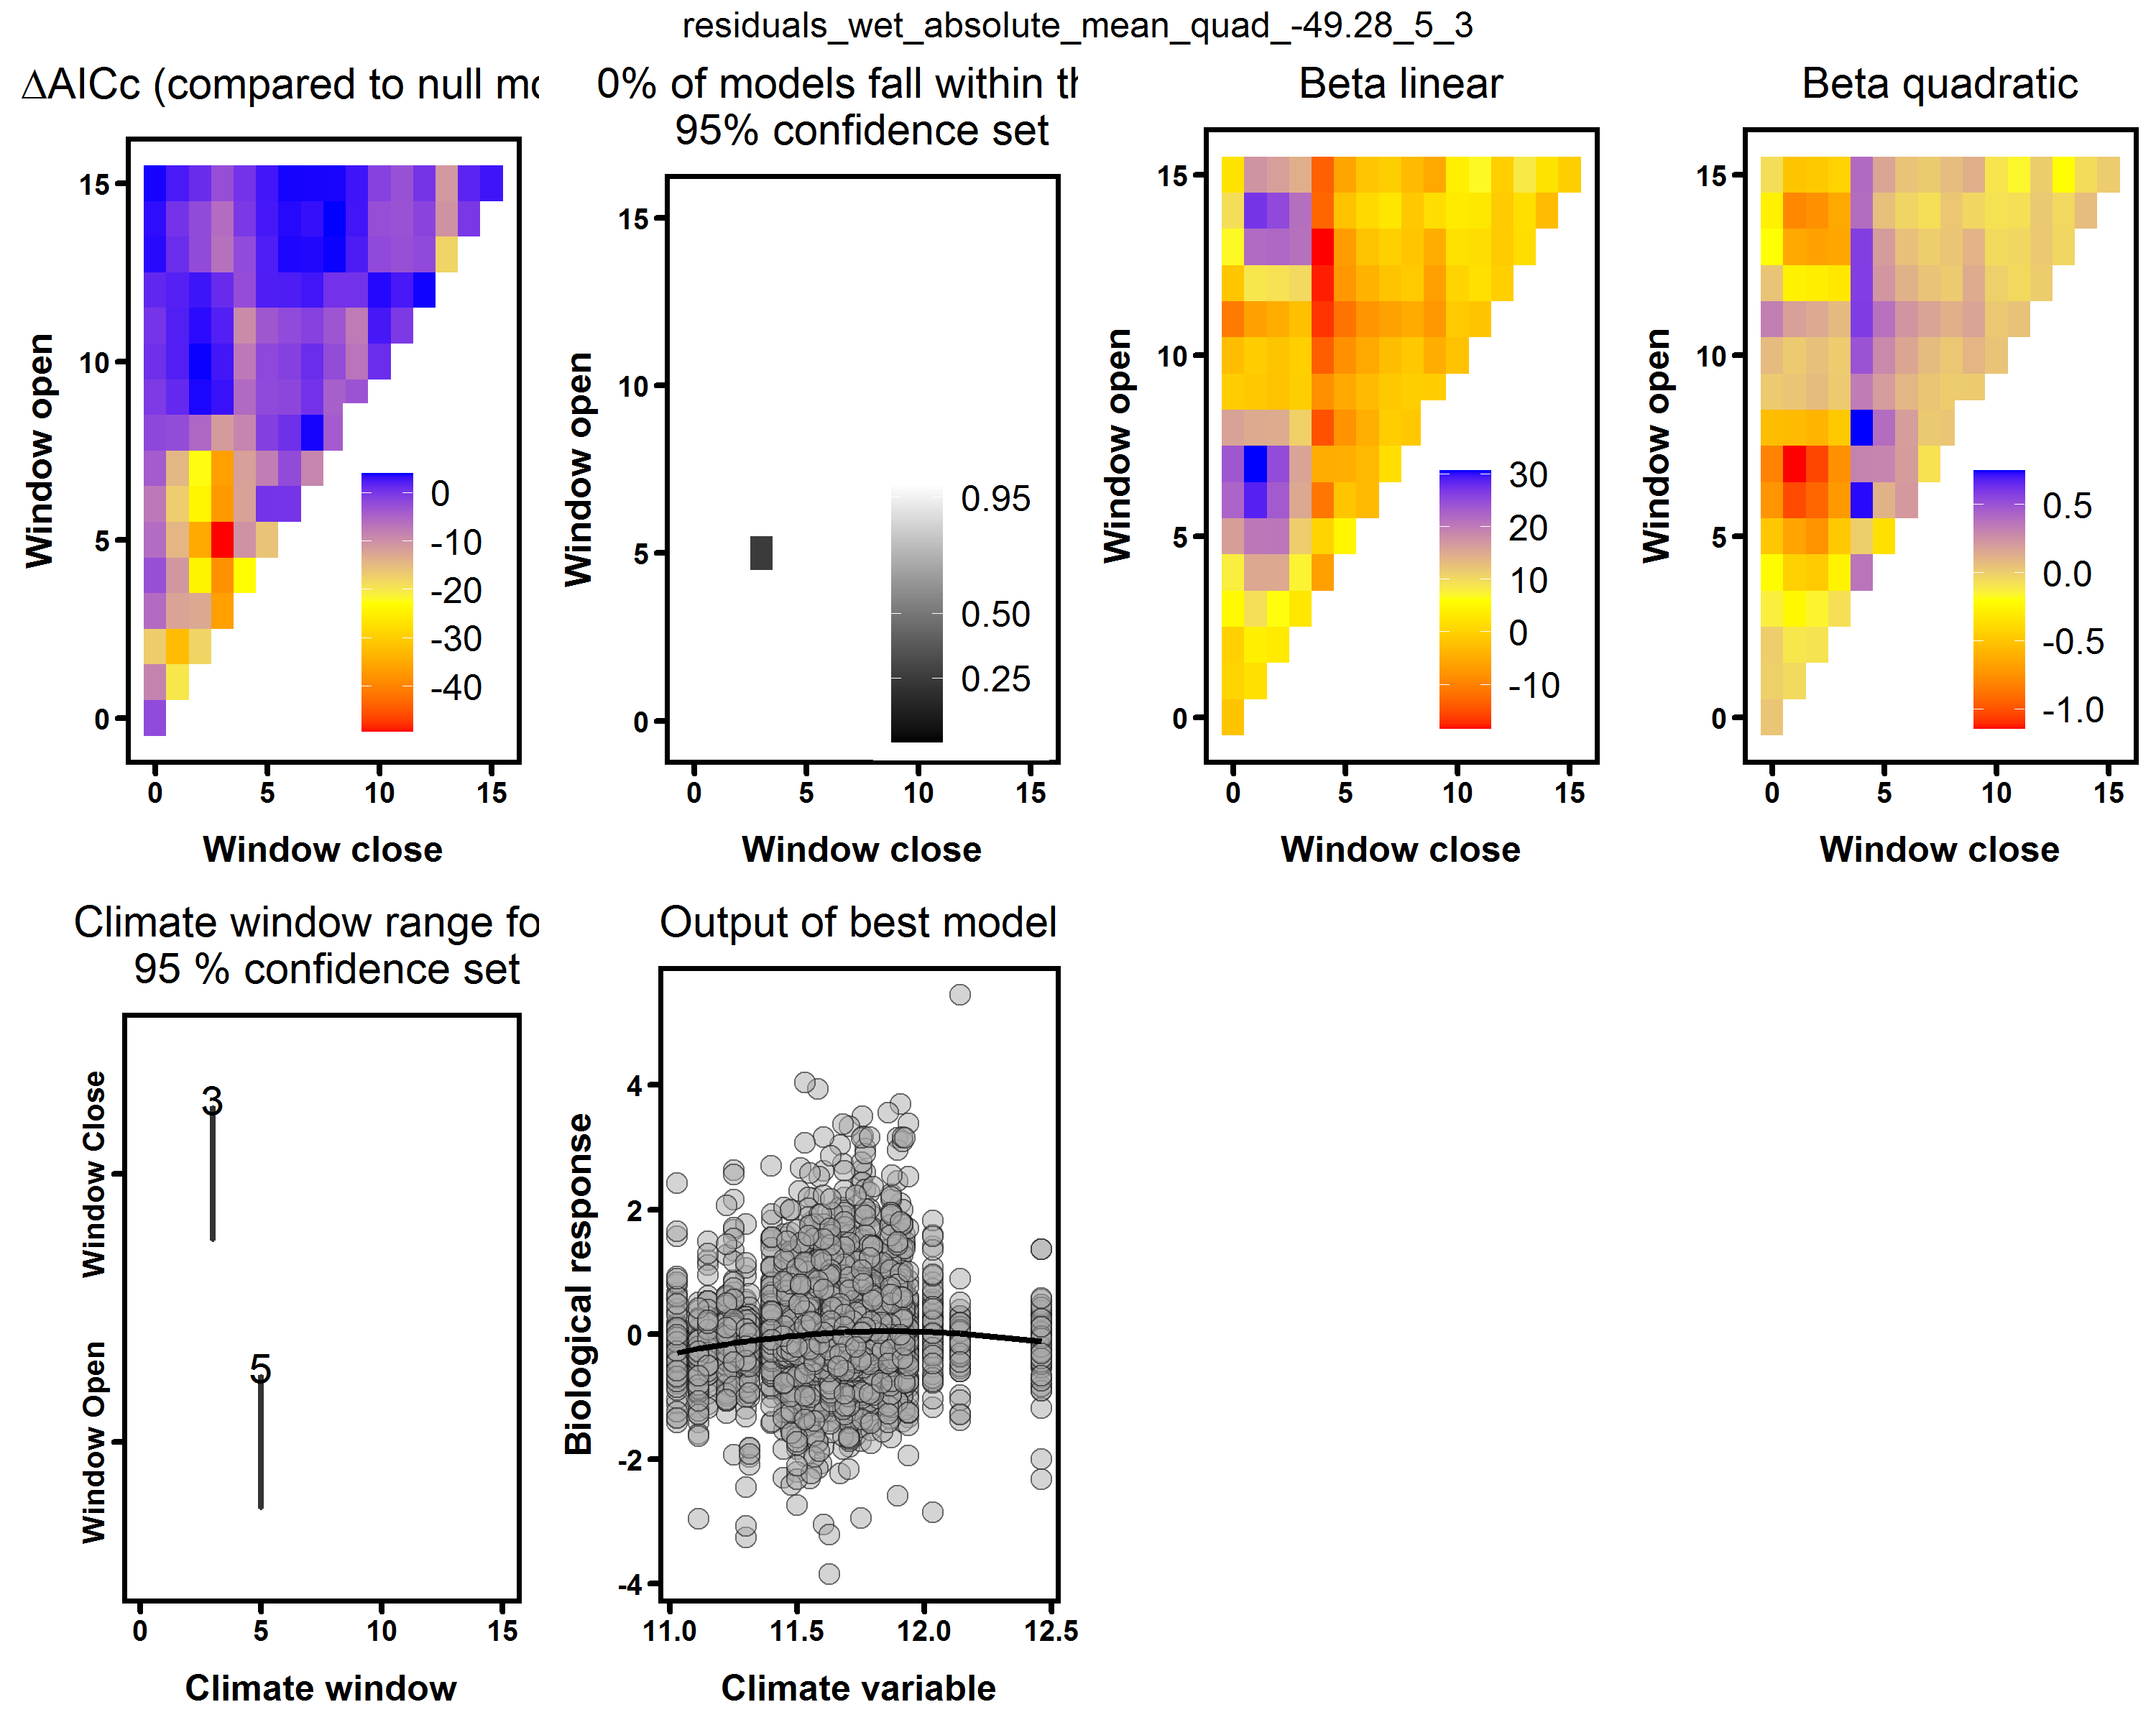 residuals_wet_absolute_mean_quad_-49.28_5_3
ΔAICc (compared to null mo
15
10
5
0
0
-10
-20
-30
-40
0 5 10 15
Window open
Window close
0% of models fall within th
95% confidence set
15
10
5
0
0.95
0.50
0.25
0 5 10 15
Window open
Window close
Beta linear
15
10
5
0
30
20
10
0
-10
0 5 10 15
Window open
Window close
Beta quadratic
15
10
5
0
0.5
0.0
-0.5
-1.0
0 5 10 15
Window open
Window close
Climate window range fo
95 % confidence set
Window Close
Window Open
3
5
0 5 10 15
Climate window
Output of best model
Biological response
4
2
0
-2
-4
11.0 11.5 12.0 12.5
Climate variable